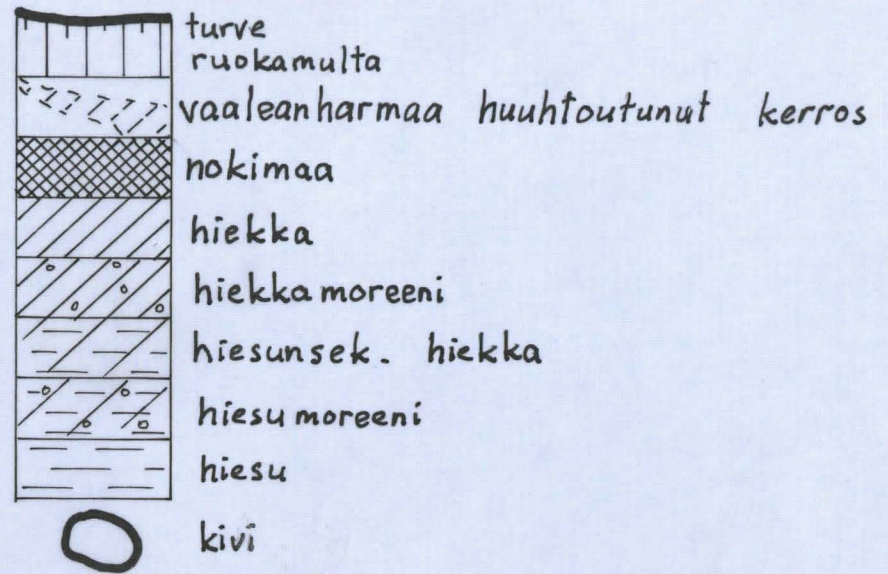 turve
ruokamulta
vaaleanharmaa huuhtoutunut kerros
nokimaa
hiekka
hiekkamoreeni
hiesunsek. hiekka
hiesumoreeni
hiesu
kivi